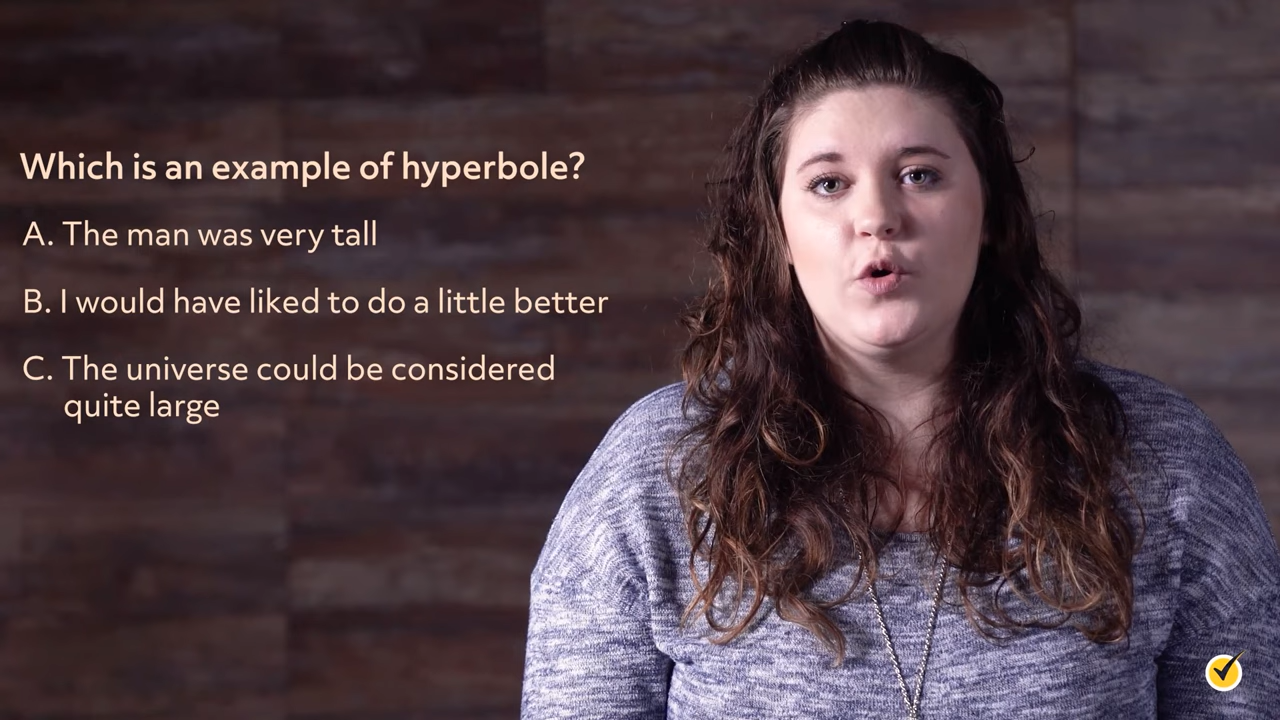 Which is an example of hyperbole?
A. The man was very tall
B. I would have liked to do a little better
C. The universe could be considered
quite large